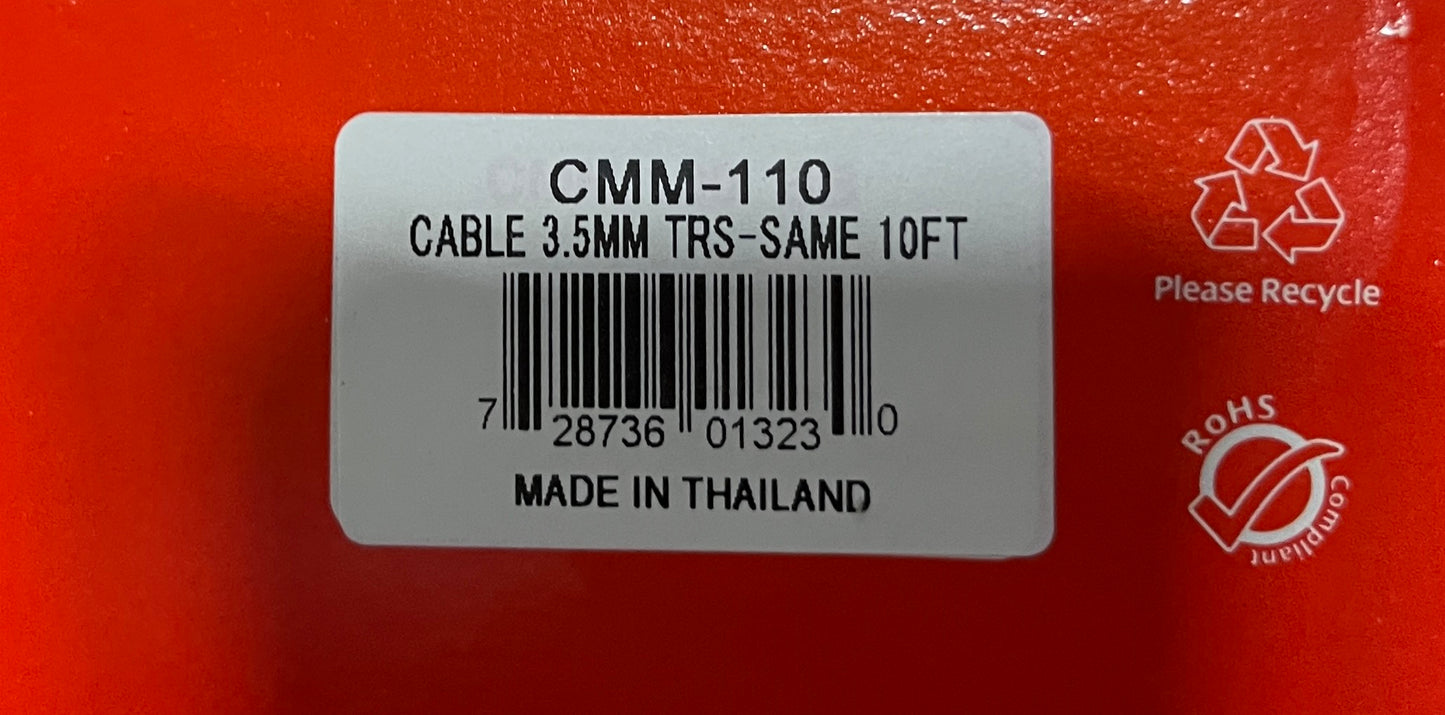 CMM-110
CABLE 3.5MM TRS-SAME 10FT
7 28736 01323 0
MADE IN THAILAND
Please Recycle
RoHS
Compliant